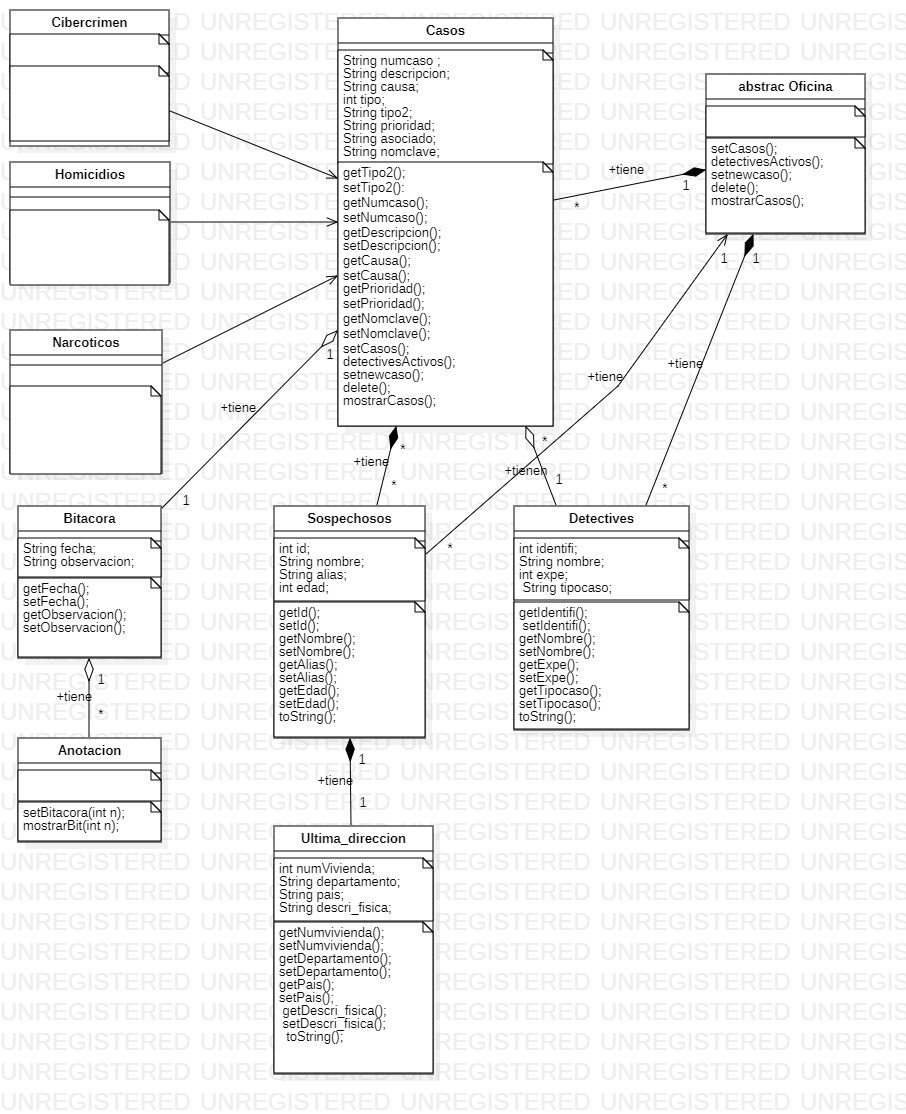 Cibercrimen
Homicidios
Narcoticos
Casos
String numcaso ;
String descripcion;
String causa;
int tipo;
String tipo2;
String prioridad;
String asociado;
String nomclave;
getTipo2();
setTipo2():
getNumcaso();
setNumcaso();
getDescripcion();
setDescripcion();
getCausa();
setCausa();
getPrioridad();
setPrioridad();
getNomclave();
setNomclave();
setCasos();
detectivesActivos();
setnewcaso();
delete();
mostrarCasos();
abstrac Oficina
setCasos();
detectivesActivos();
setnewcaso();
delete();
mostrarCasos();
+tiene
1
*
1
1
+tiene
+tiene
1
+tiene
1
+tiene
*
*
*
+tienen
1
*
*
Bitacora
String fecha;
String observacion;
getFecha();
setFecha();
getObservacion();
setObservacion();
1
+tiene
*
Anotacion
setBitacora(int n);
mostrarBit(int n);
Sospechosos
int id;
String nombre;
String alias;
int edad;
getId();
setId();
getNombre();
setNombre();
getAlias();
setAlias();
getEdad();
setEdad();
toString();
Detectives
int identifi;
String nombre;
int expe;
String tipocaso;
getIdentifi();
setIdentifi();
getNombre();
setNombre();
getExpe();
setExpe();
getTipocaso();
setTipocaso();
toString();
1
+tiene
1
Ultima_direccion
int numVivienda;
String departamento;
String pais;
String descri_fisica;
getNumvivienda();
setNumvivienda();
getDepartamento();
setDepartamento();
getPais();
setPais();
getDescri_fisica();
setDescri_fisica();
toString();
UNREGISTERED